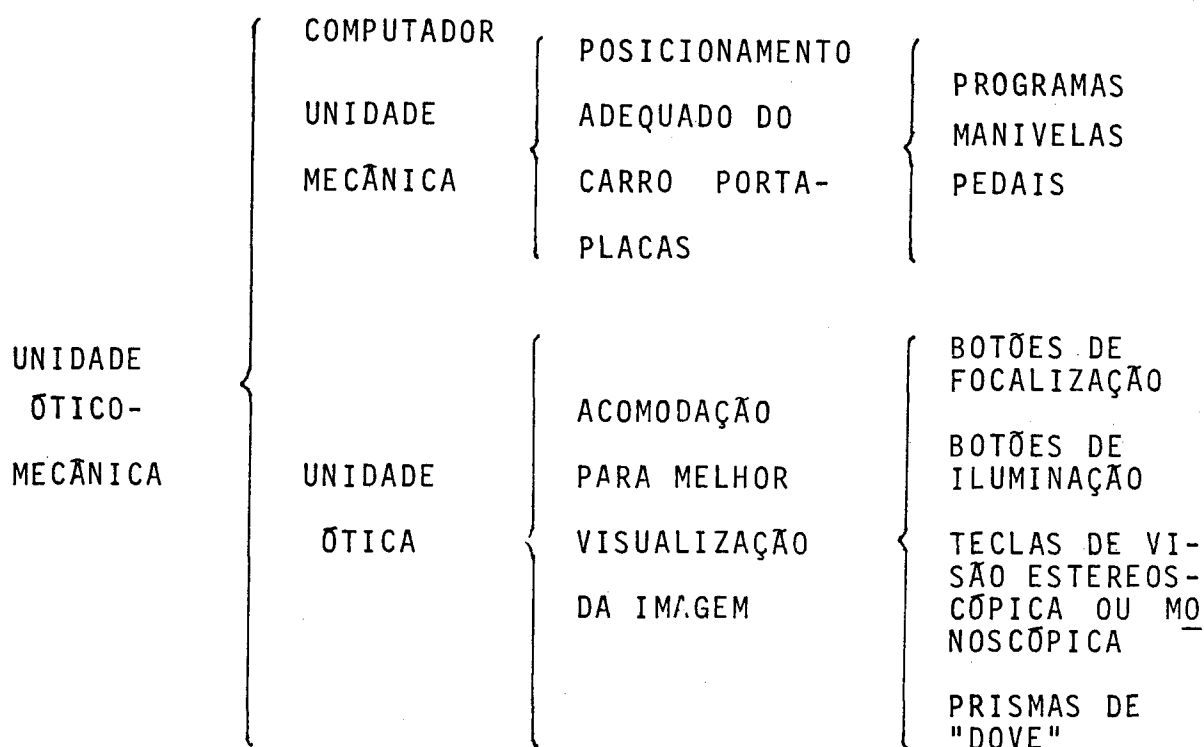 UNIDADE
ÓTICO-
MECÂNICA
COMPUTADOR
UNIDADE
MECÂNICA
POSICIONAMENTO
ADEQUADO DO
CARRO PORTA-
PLACAS
PROGRAMAS
MANIVELAS
PEDAIS
UNIDADE
ÓTICA
ACOMODAÇÃO
PARA MELHOR
VISUALIZAÇÃO
DA IMAGEM
BOTÕES DE
FOCALIZAÇÃO
BOTÕES DE
ILUMINAÇÃO
TECLAS DE VI-
SÃO ESTEREOS-
CÓPICA OU MO
NOSCÓPICA
PRISMAS DE
"DOVE"